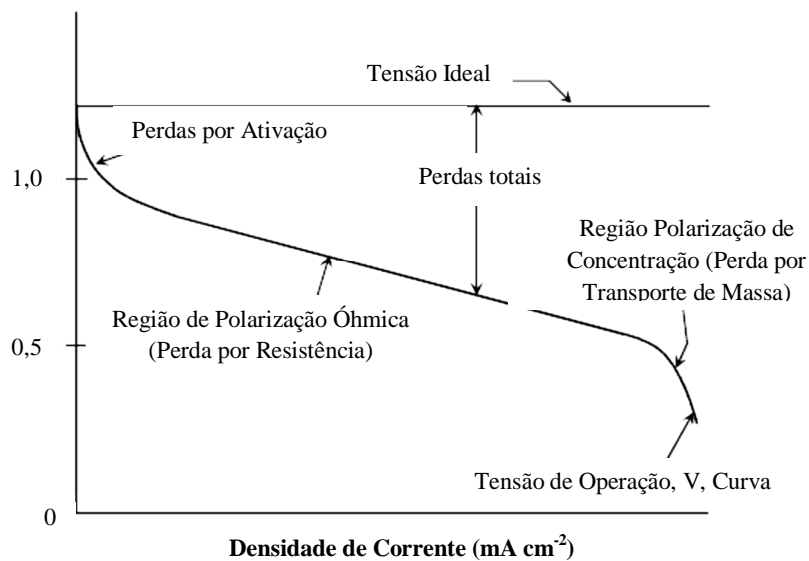 Tensão Ideal
Perdas por Ativação
1,0
Perdas totais
Região Polarização de
Concentração (Perda por
Transporte de Massa)
Região de Polarização Óhmica
(Perda por Resistência)
0,5
Tensão de Operação, V, Curva
0
Densidade de Corrente (mA cm⁻²)